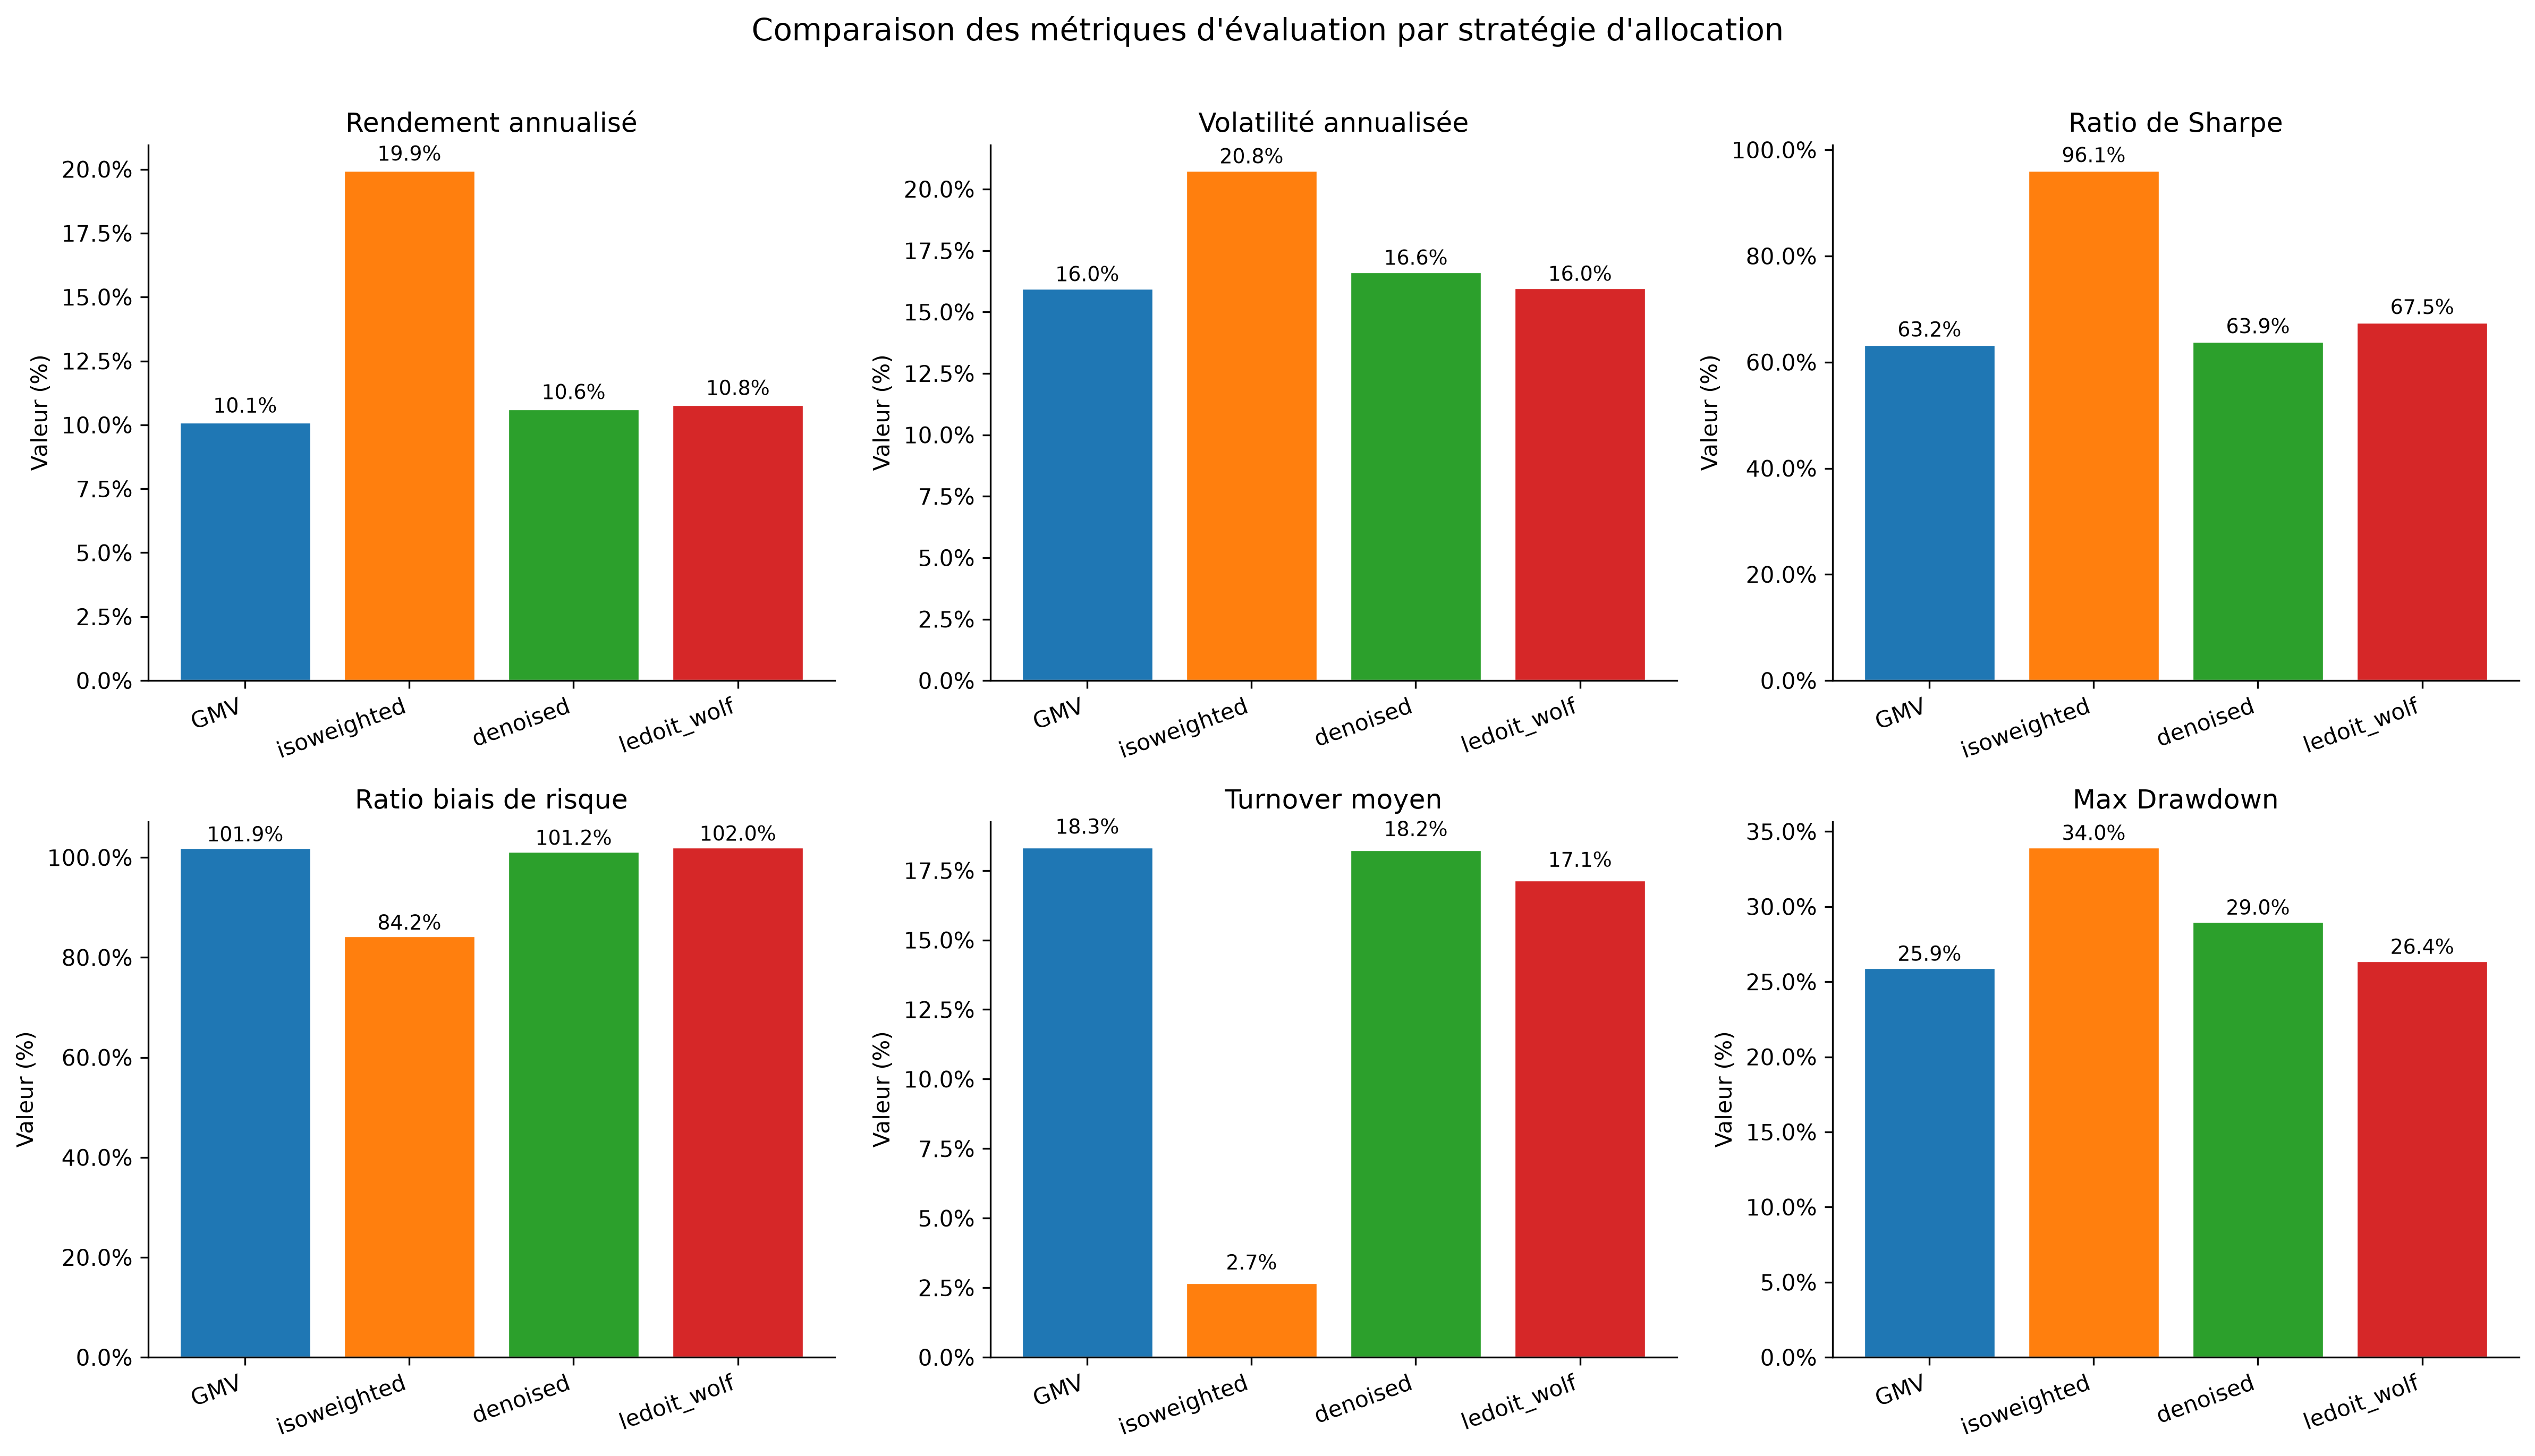 Comparaison des métriques d'évaluation par stratégie d'allocation
Rendement annualisé
Valeur (%)
20.0%
17.5%
15.0%
12.5%
10.0%
7.5%
5.0%
2.5%
0.0%
10.1%
19.9%
10.6%
10.8%
GMV
isoweighted
denoised
ledoit_wolf
Volatilité annualisée
Valeur (%)
20.0%
17.5%
15.0%
12.5%
10.0%
7.5%
5.0%
2.5%
0.0%
16.0%
20.8%
16.6%
16.0%
GMV
isoweighted
denoised
ledoit_wolf
Ratio de Sharpe
Valeur (%)
100.0%
80.0%
60.0%
40.0%
20.0%
0.0%
63.2%
96.1%
63.9%
67.5%
GMV
isoweighted
denoised
ledoit_wolf
Ratio biais de risque
Valeur (%)
100.0%
80.0%
60.0%
40.0%
20.0%
0.0%
101.9%
84.2%
101.2%
102.0%
GMV
isoweighted
denoised
ledoit_wolf
Turnover moyen
Valeur (%)
17.5%
15.0%
12.5%
10.0%
7.5%
5.0%
2.5%
0.0%
18.3%
2.7%
18.2%
17.1%
GMV
isoweighted
denoised
ledoit_wolf
Max Drawdown
Valeur (%)
35.0%
30.0%
25.0%
20.0%
15.0%
10.0%
5.0%
0.0%
25.9%
34.0%
29.0%
26.4%
GMV
isoweighted
denoised
ledoit_wolf